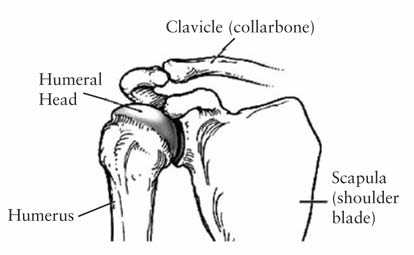 Clavicle (collarbone)
Humeral
Head
Scapula
(shoulder
blade)
Humerus